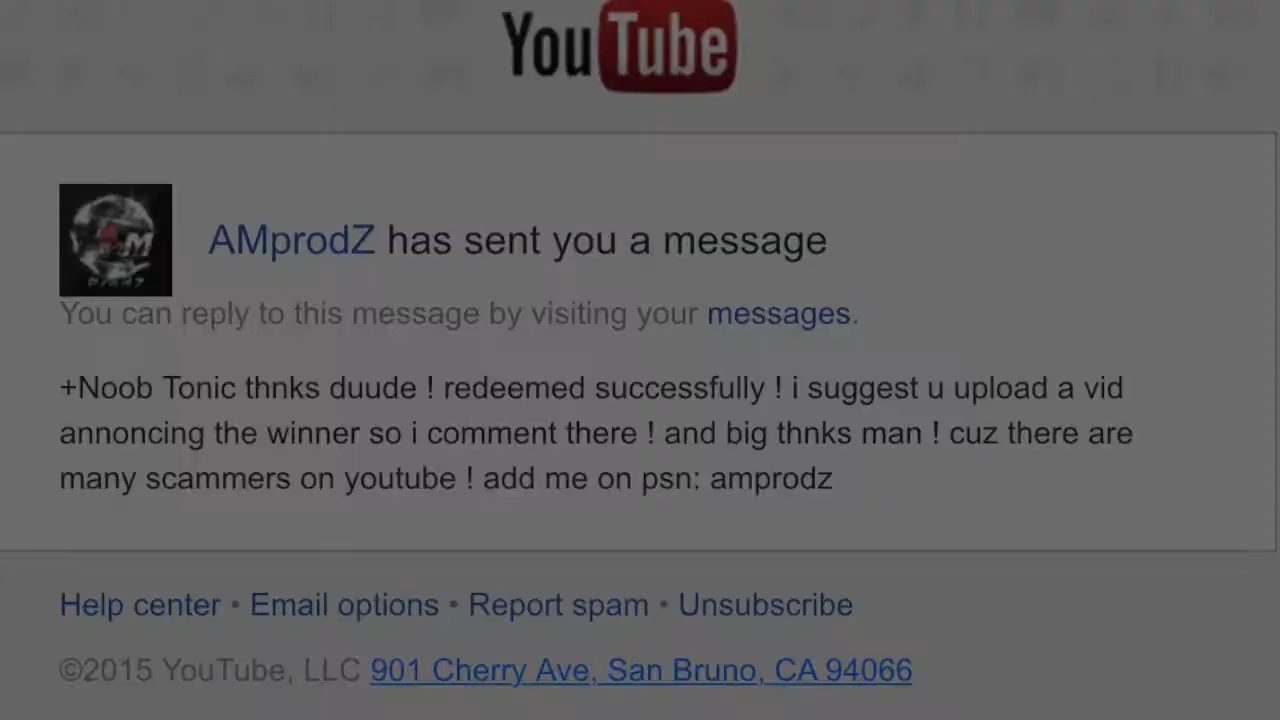 YouTube
AMprodZ has sent you a message
You can reply to this message by visiting your messages.
+Noob Tonic thnks duude ! redeemed successfully ! i suggest u upload a vid
annoncing the winner so i comment there ! and big thnks man ! cuz there are
many scammers on youtube ! add me on psn: amprodz
Help center • Email options • Report spam • Unsubscribe
©2015 YouTube, LLC 901 Cherry Ave, San Bruno, CA 94066